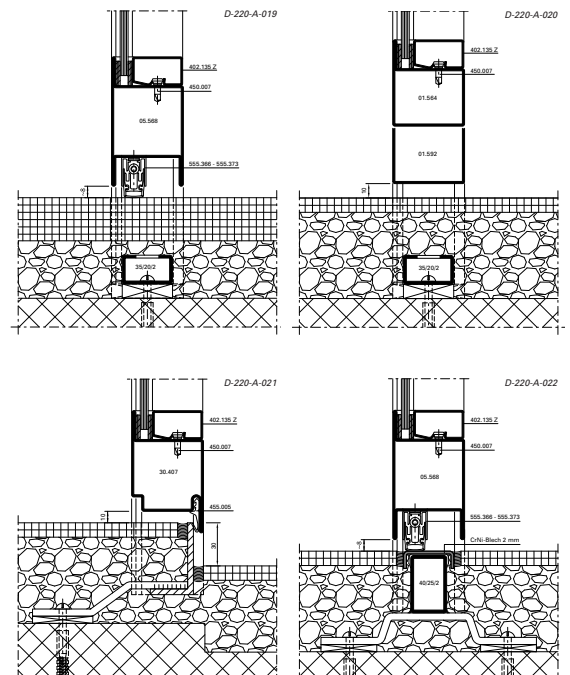 D-220-A-019
402.135 Z
450.007
05.568
555.366 - 555.373
~8
35/20/2
D-220-A-020
402.135 Z
450.007
01.564
01.592
10
35/20/2
D-220-A-021
402.135 Z
450.007
30.407
455.005
10
30
D-220-A-022
402.135 Z
450.007
05.568
555.366 - 555.373
~8
CrNi-Blech 2 mm
40/25/2